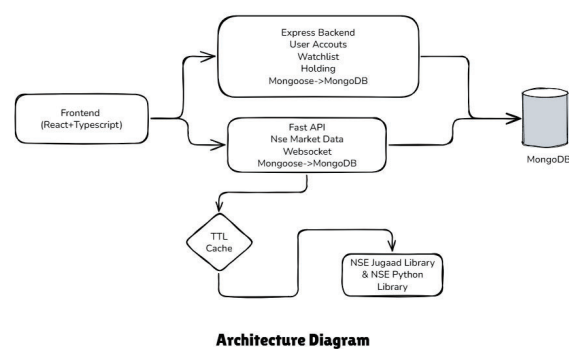 Express Backend
User Accouts
Watchlist
Holding
Mongoose->MongoDB
Frontend
(React+Typescript)
Fast API
Nse Market Data
Websocket
Mongoose->MongoDB
MongoDB
TTL
Cache
NSE Jugaad Library
& NSE Python
Library
Architecture Diagram